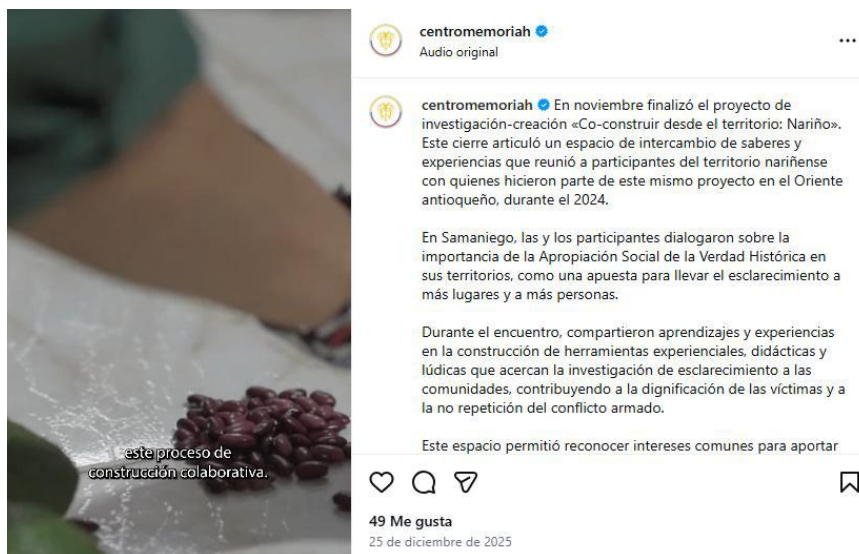 centromemoriah
Audio original
centromemoriah En noviembre finalizó el proyecto de
investigación-creación «Co-construir desde el territorio: Nariño».
Este cierre articuló un espacio de intercambio de saberes y
experiencias que reunió a participantes del territorio nariñense
con quienes hicieron parte de este mismo proyecto en el Oriente
antioqueño, durante el 2024.
En Samaniego, las y los participantes dialogaron sobre la
importancia de la Apropiación Social de la Verdad Histórica en
sus territorios, como una apuesta para llevar el esclarecimiento a
más lugares y a más personas.
Durante el encuentro, compartieron aprendizajes y experiencias
en la construcción de herramientas experienciales, didácticas y
lúdicas que acercan la investigación de esclarecimiento a las
comunidades, contribuyendo a la dignificación de las víctimas y a
la no repetición del conflicto armado.
Este espacio permitió reconocer intereses comunes para aportar
este proceso de
construcción colaborativa.
49 Me gusta
25 de diciembre de 2025